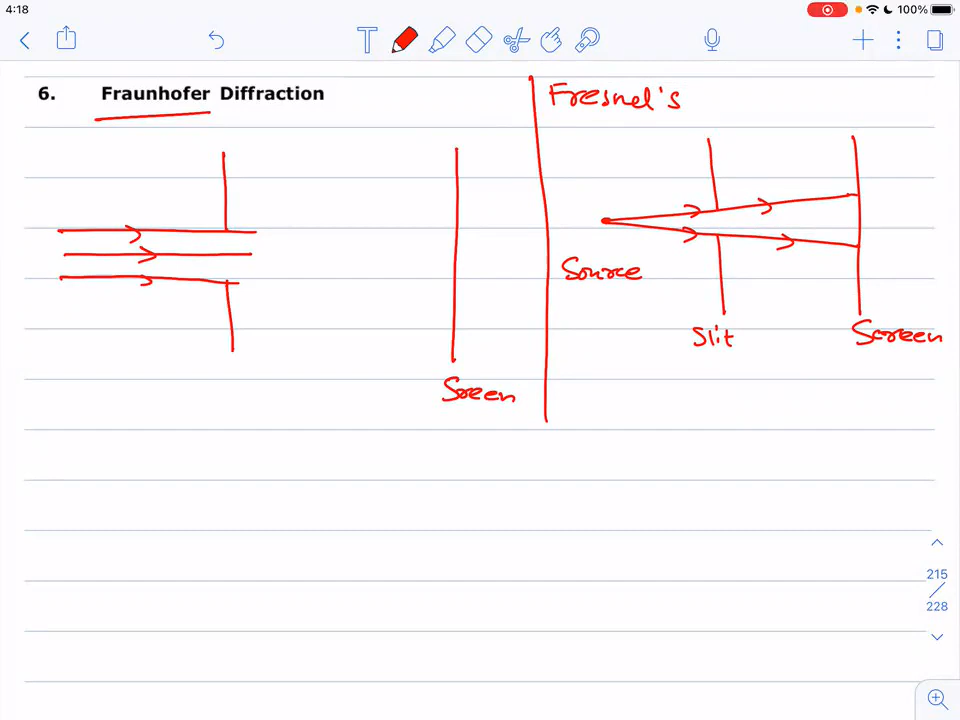 4:18
100%
T
6. Fraunhofer Diffraction
Fresnel's
Source
Slit
Screen
Sreen
215
228